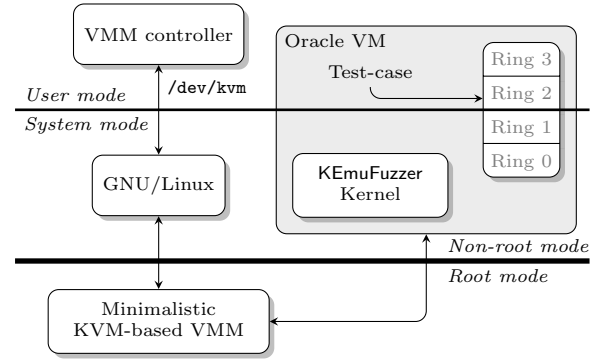 VMM controller
/dev/kvm
User mode
System mode
GNU/Linux
Oracle VM
Test-case
Ring 3
Ring 2
Ring 1
Ring 0
KEmuFuzzer
Kernel
Non-root mode
Root mode
Minimalistic
KVM-based VMM